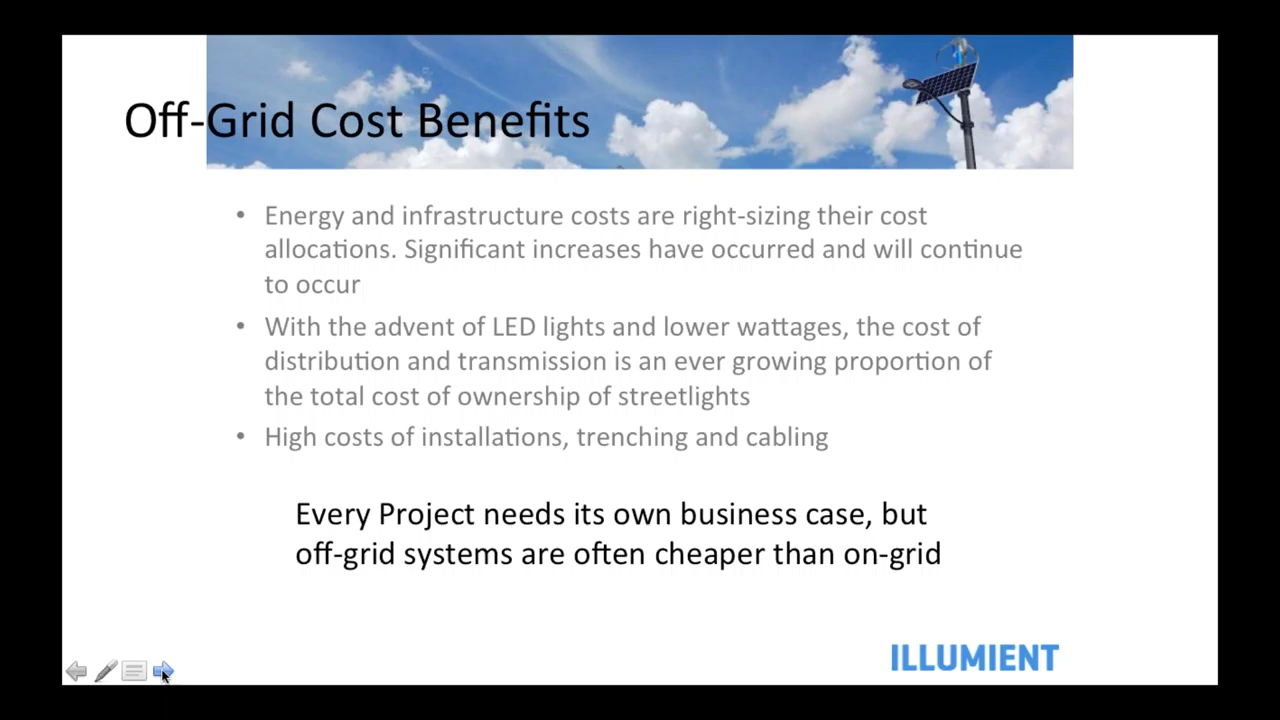 Off-Grid Cost Benefits
• Energy and infrastructure costs are right-sizing their cost
allocations. Significant increases have occurred and will continue
to occur
• With the advent of LED lights and lower wattages, the cost of
distribution and transmission is an ever growing proportion of
the total cost of ownership of streetlights
• High costs of installations, trenching and cabling
Every Project needs its own business case, but
off-grid systems are often cheaper than on-grid
ILLUMIENT